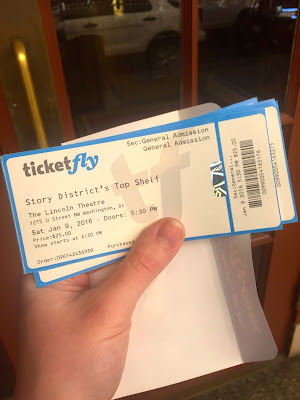 ticketfly
Sec:General Admission
General Admission
Story District's Top Shelf
The Lincoln Theatre
1215 U Street NW Washington, DC
Sat Jan 9, 2016 - Doors: 5:30 PM
Price:$25.00
Show starts at 6:30 PM
Purchased